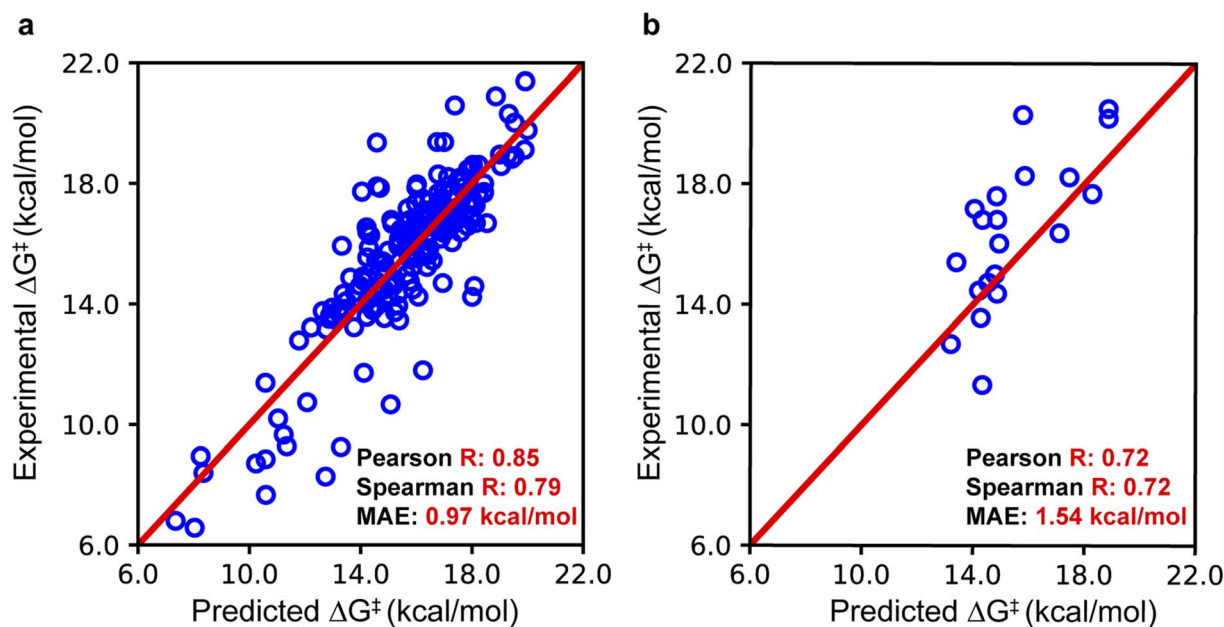 a
22.0
18.0
14.0
10.0
6.0
Experimental ΔG‡ (kcal/mol)
Pearson R: 0.85
Spearman R: 0.79
MAE: 0.97 kcal/mol
6.0 10.0 14.0 18.0 22.0
Predicted ΔG‡ (kcal/mol)
b
22.0
18.0
14.0
10.0
6.0
Experimental ΔG‡ (kcal/mol)
Pearson R: 0.72
Spearman R: 0.72
MAE: 1.54 kcal/mol
6.0 10.0 14.0 18.0 22.0
Predicted ΔG‡ (kcal/mol)